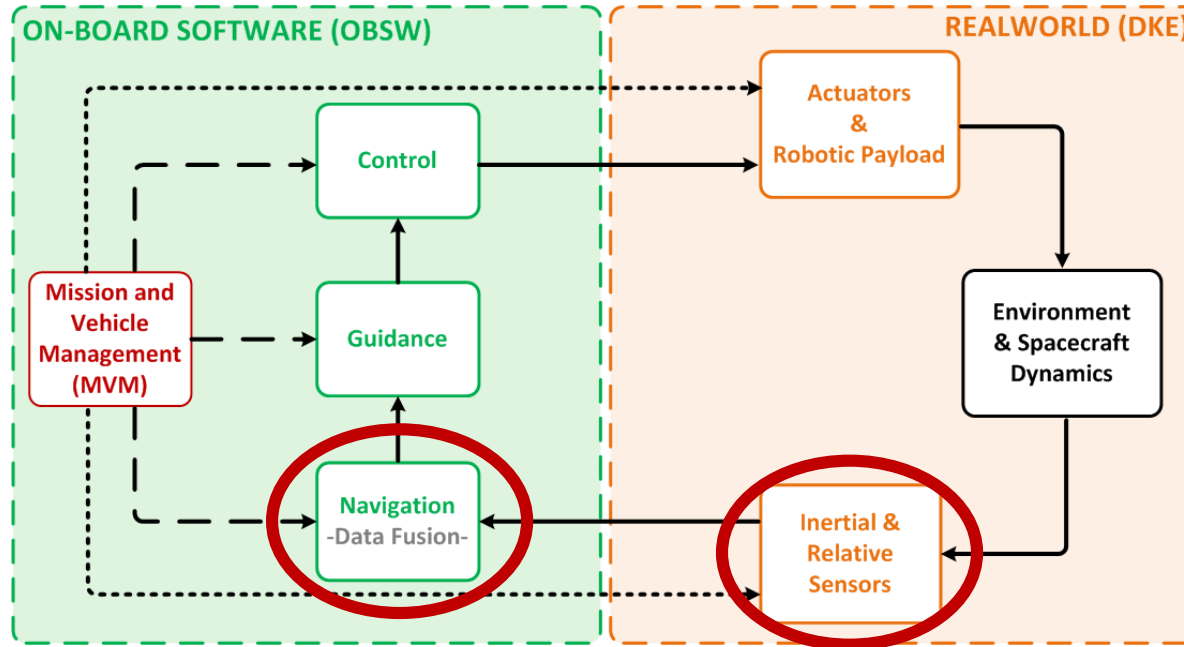 ON-BOARD SOFTWARE (OBSW)
REALWORLD (DKE)
Actuators
&
Robotic Payload
Control
Mission and
Vehicle
Management
(MVM)
Guidance
Environment
& Spacecraft
Dynamics
Navigation
-Data Fusion-
Inertial &
Relative
Sensors